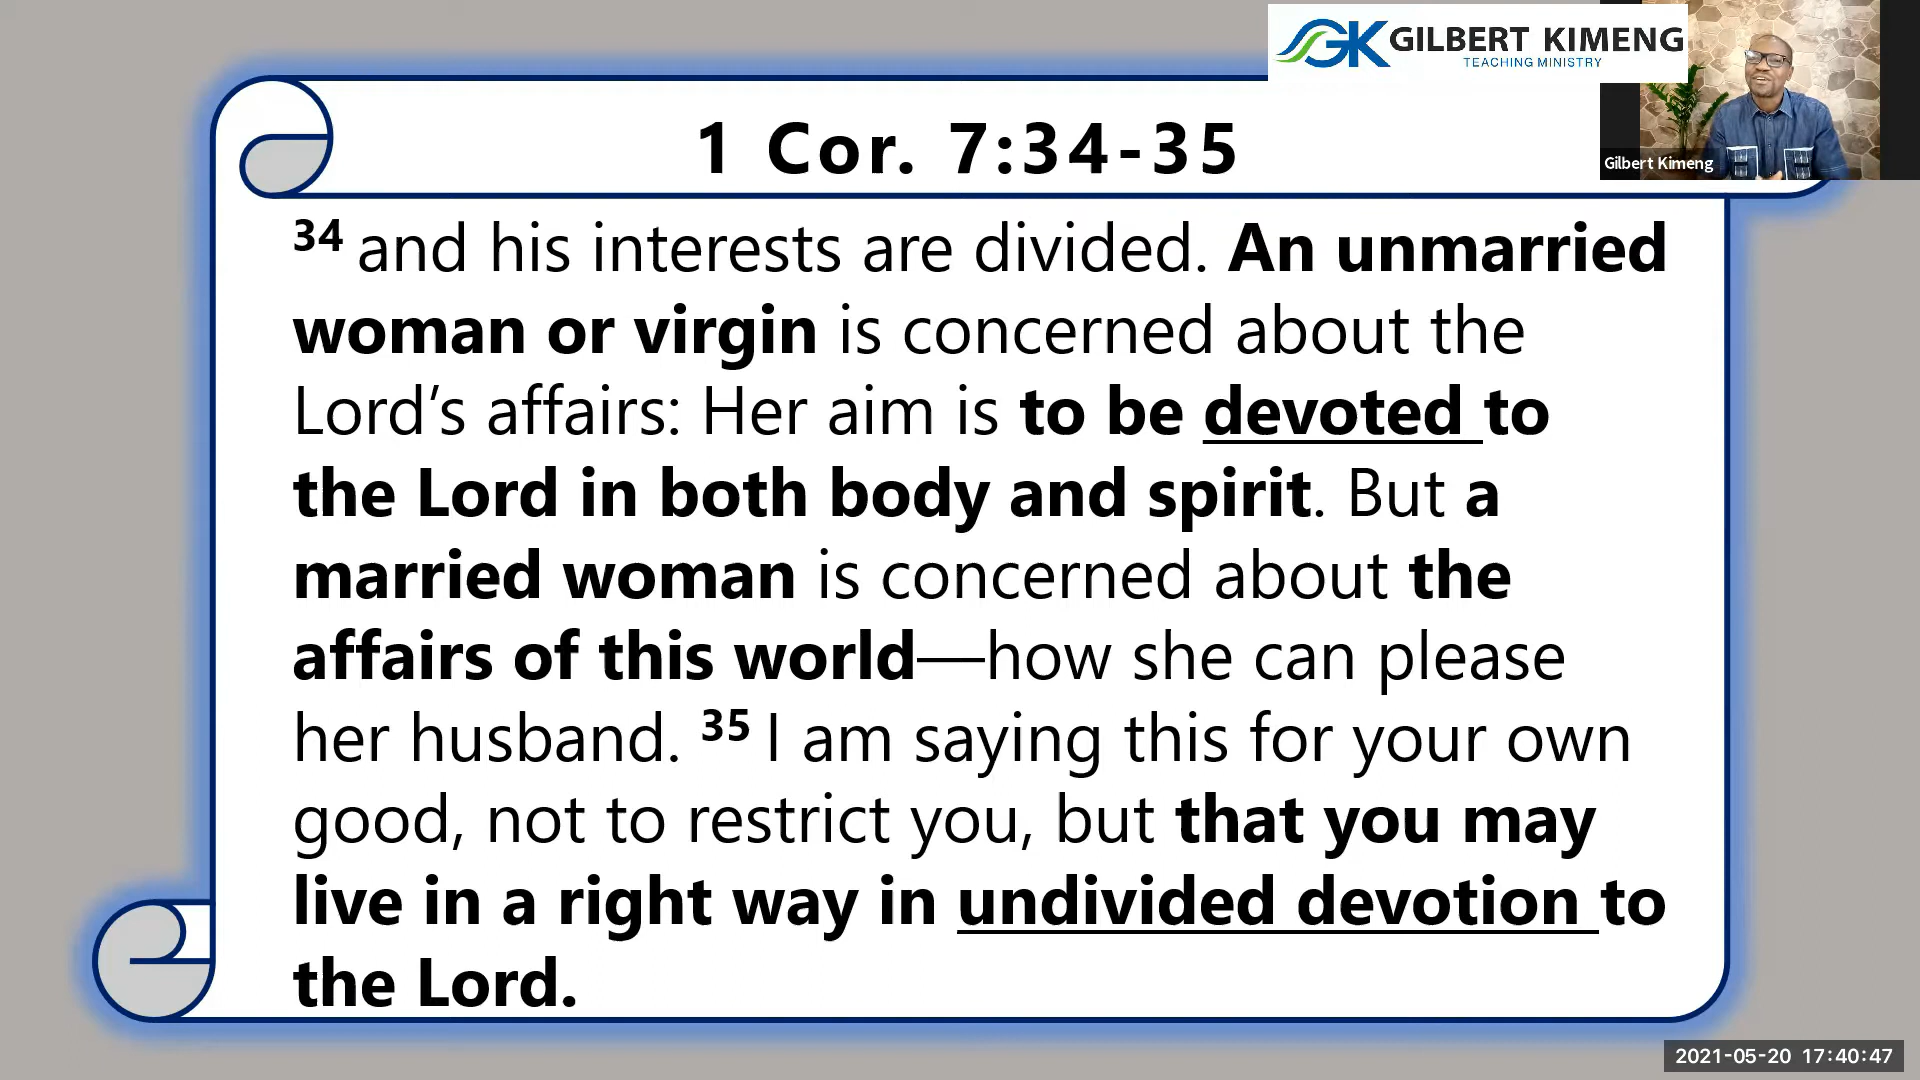 GK GILBERT KIMENG
TEACHING MINISTRY
Gilbert Kimeng
1 Cor. 7:34-35
34 and his interests are divided. An unmarried
woman or virgin is concerned about the
Lord’s affairs: Her aim is to be devoted to
the Lord in both body and spirit. But a
married woman is concerned about the
affairs of this world—how she can please
her husband. 35 I am saying this for your own
good, not to restrict you, but that you may
live in a right way in undivided devotion to
the Lord.
2021-05-20 17:40:47